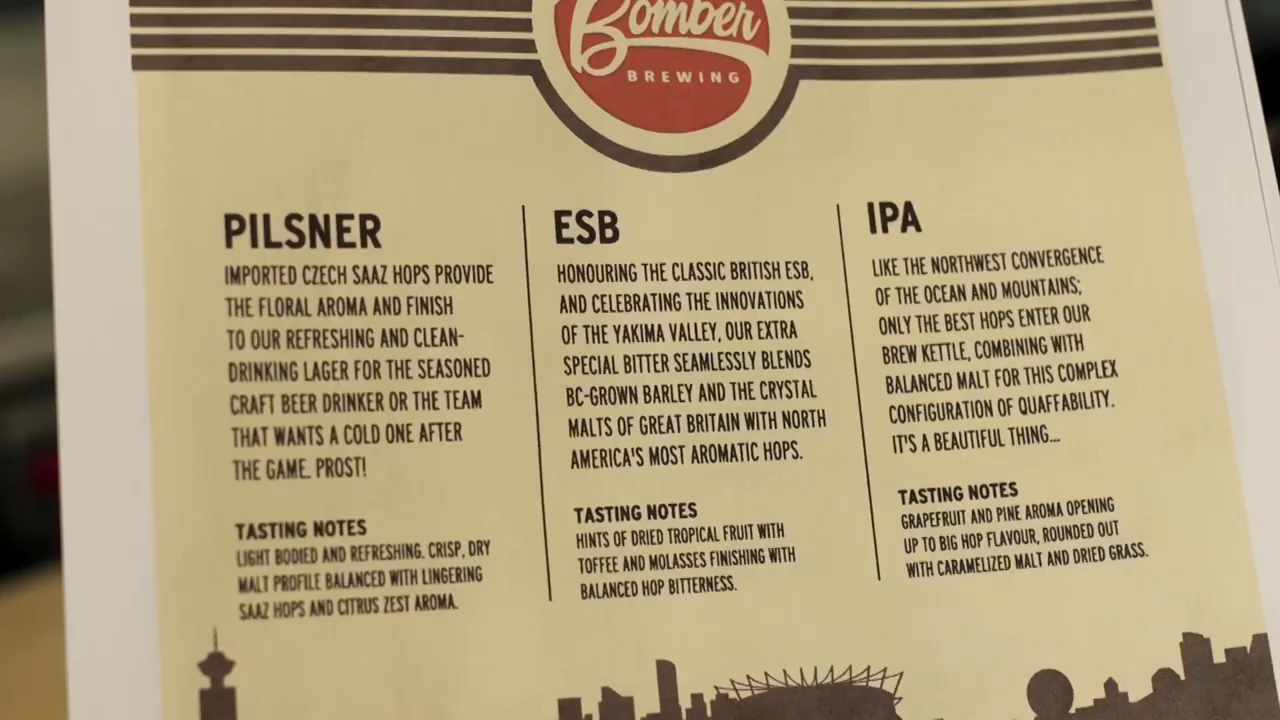 Bomber
BREWING
PILSNER
IMPORTED CZECH SAAZ HOPS PROVIDE
THE FLORAL AROMA AND FINISH
TO OUR REFRESHING AND CLEAN-
DRINKING LAGER FOR THE SEASONED
CRAFT BEER DRINKER OR THE TEAM
THAT WANTS A COLD ONE AFTER
THE GAME. PROST!
TASTING NOTES
LIGHT BODIED AND REFRESHING. CRISP, DRY
MALT PROFILE BALANCED WITH LINGERING
SAAZ HOPS AND CITRUS ZEST AROMA.
ESB
HONOURING THE CLASSIC BRITISH ESB,
AND CELEBRATING THE INNOVATIONS
OF THE YAKIMA VALLEY, OUR EXTRA
SPECIAL BITTER SEAMLESSLY BLENDS
BC-GROWN BARLEY AND THE CRYSTAL
MALTS OF GREAT BRITAIN WITH NORTH
AMERICA'S MOST AROMATIC HOPS.
TASTING NOTES
HINTS OF DRIED TROPICAL FRUIT WITH
TOFFEE AND MOLASSES FINISHING WITH
BALANCED HOP BITTERNESS.
IPA
LIKE THE NORTHWEST CONVERGENCE
OF THE OCEAN AND MOUNTAINS;
ONLY THE BEST HOPS ENTER OUR
BREW KETTLE, COMBINING WITH
BALANCED MALT FOR THIS COMPLEX
CONFIGURATION OF QUAFFABILITY.
IT'S A BEAUTIFUL THING...
TASTING NOTES
GRAPEFRUIT AND PINE AROMA OPENING
UP TO BIG HOP FLAVOUR, ROUNDED OUT
WITH CARAMELIZED MALT AND DRIED GRASS.